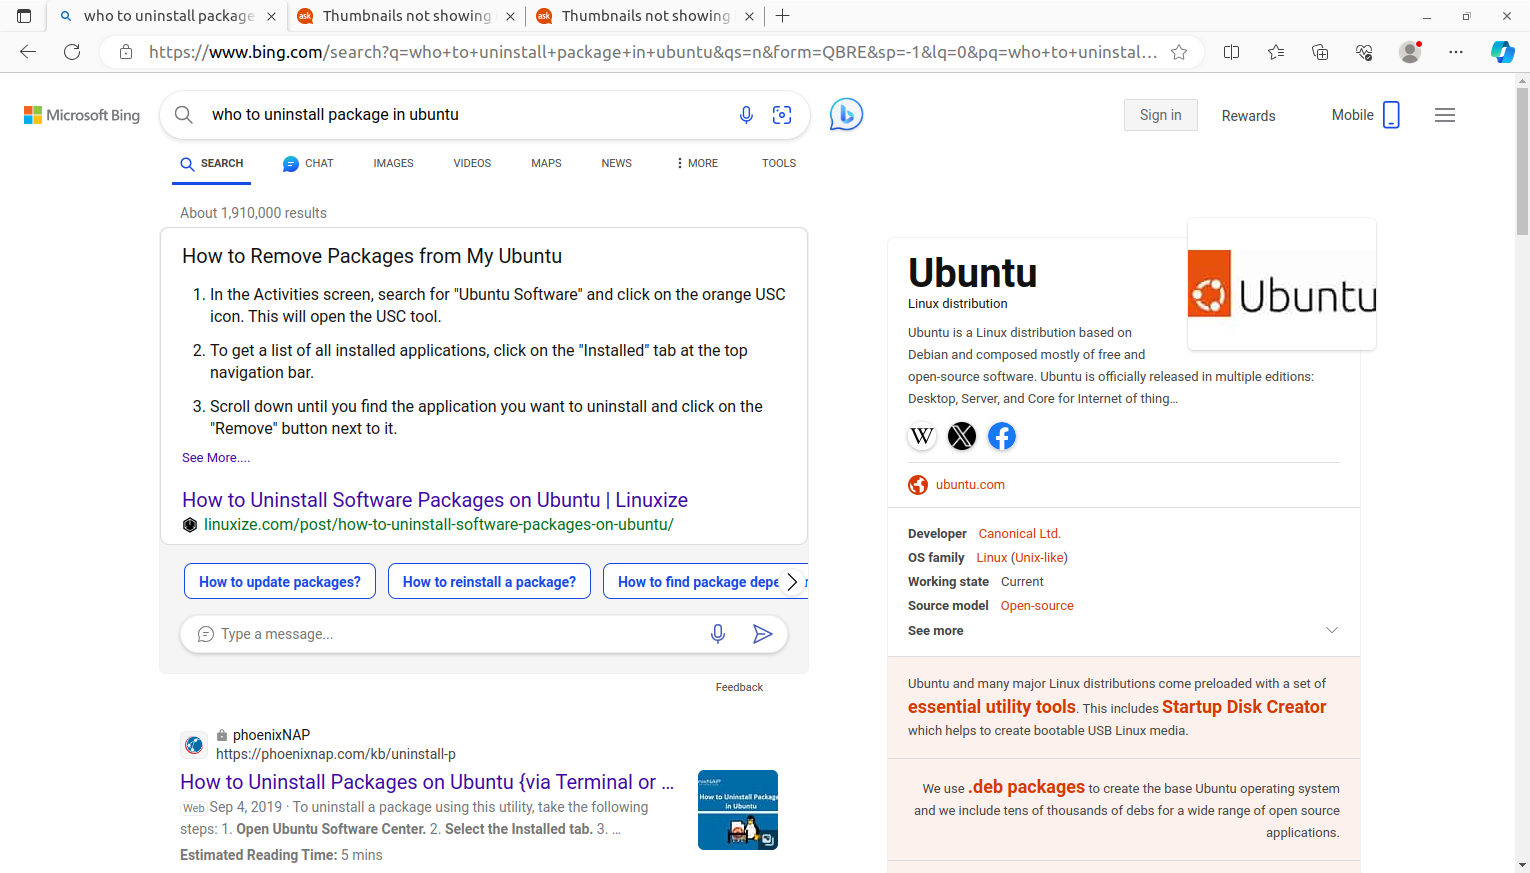 who to uninstall package
Thumbnails not showing
Thumbnails not showing
https://www.bing.com/search?q=who+to+uninstall+package+in+ubuntu&qs=n&form=QBRE&sp=-1&lq=0&pq=who+to+uninstal...
Microsoft Bing
who to uninstall package in ubuntu
Sign in
Rewards
Mobile
SEARCH
CHAT
IMAGES
VIDEOS
MAPS
NEWS
MORE
TOOLS
About 1,910,000 results
How to Remove Packages from My Ubuntu
1. In the Activities screen, search for "Ubuntu Software" and click on the orange USC
icon. This will open the USC tool.
2. To get a list of all installed applications, click on the "Installed" tab at the top
navigation bar.
3. Scroll down until you find the application you want to uninstall and click on the
"Remove" button next to it.
See More....
How to Uninstall Software Packages on Ubuntu | Linuxize
linuxize.com/post/how-to-uninstall-software-packages-on-ubuntu/
How to update packages?
How to reinstall a package?
How to find package depe
Type a message...
Feedback
phoenixNAP
https://phoenixnap.com/kb/uninstall-p
How to Uninstall Packages on Ubuntu {via Terminal or ...
Web Sep 4, 2019 · To uninstall a package using this utility, take the following
steps: 1. Open Ubuntu Software Center. 2. Select the Installed tab. 3. ...
Estimated Reading Time: 5 mins
How to Uninstall Package
in Ubuntu
Ubuntu
Linux distribution
Ubuntu
Ubuntu is a Linux distribution based on
Debian and composed mostly of free and
open-source software. Ubuntu is officially released in multiple editions:
Desktop, Server, and Core for Internet of thing...
ubuntu.com
Developer Canonical Ltd.
OS family Linux (Unix-like)
Working state Current
Source model Open-source
See more
Ubuntu and many major Linux distributions come preloaded with a set of
essential utility tools. This includes Startup Disk Creator
which helps to create bootable USB Linux media.
We use .deb packages to create the base Ubuntu operating system
and we include tens of thousands of debs for a wide range of open source
applications.